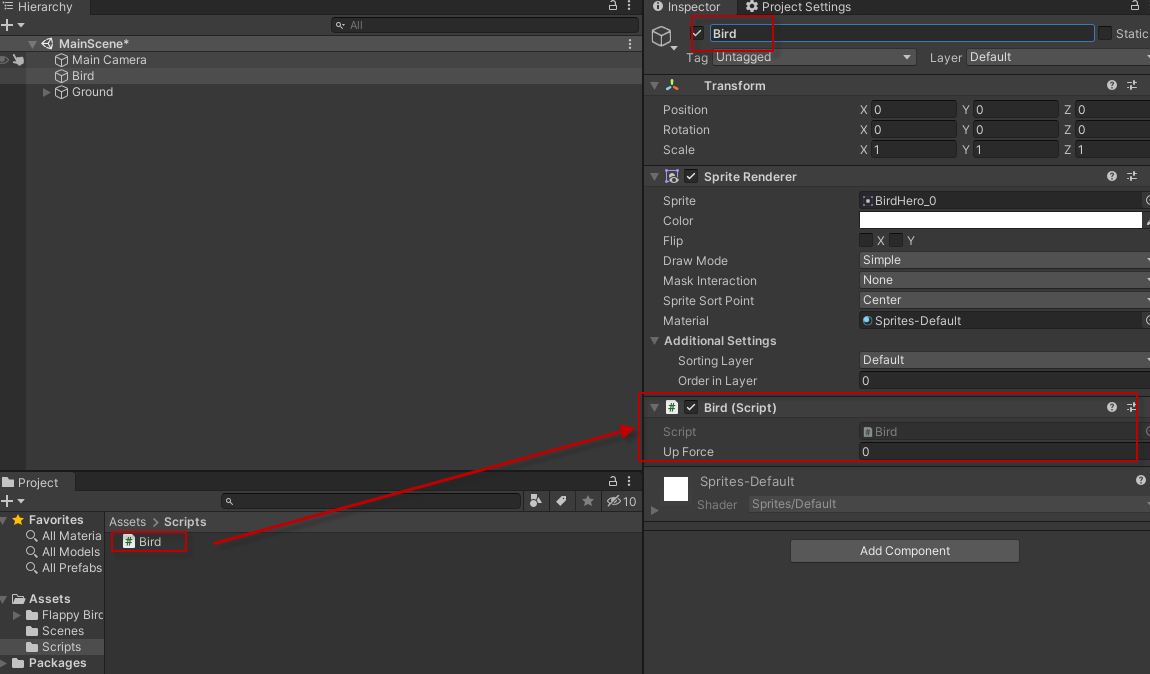 Hierarchy
All
MainScene*
Main Camera
Bird
Ground
Project
10
Favorites
All Materia
All Models
All Prefabs
Assets
Flappy Bird
Scenes
Scripts
Packages
Assets > Scripts
Bird
Inspector
Project Settings
Bird
Static
Tag Untagged
Layer Default
Transform
Position X 0 Y 0 Z 0
Rotation X 0 Y 0 Z 0
Scale X 1 Y 1 Z 1
Sprite Renderer
Sprite BirdHero_0
Color
Flip X Y
Draw Mode Simple
Mask Interaction None
Sprite Sort Point Center
Material Sprites-Default
Additional Settings
Sorting Layer Default
Order in Layer 0
# Bird (Script)
Script Bird
Up Force 0
Sprites-Default
Shader Sprites/Default
Add Component